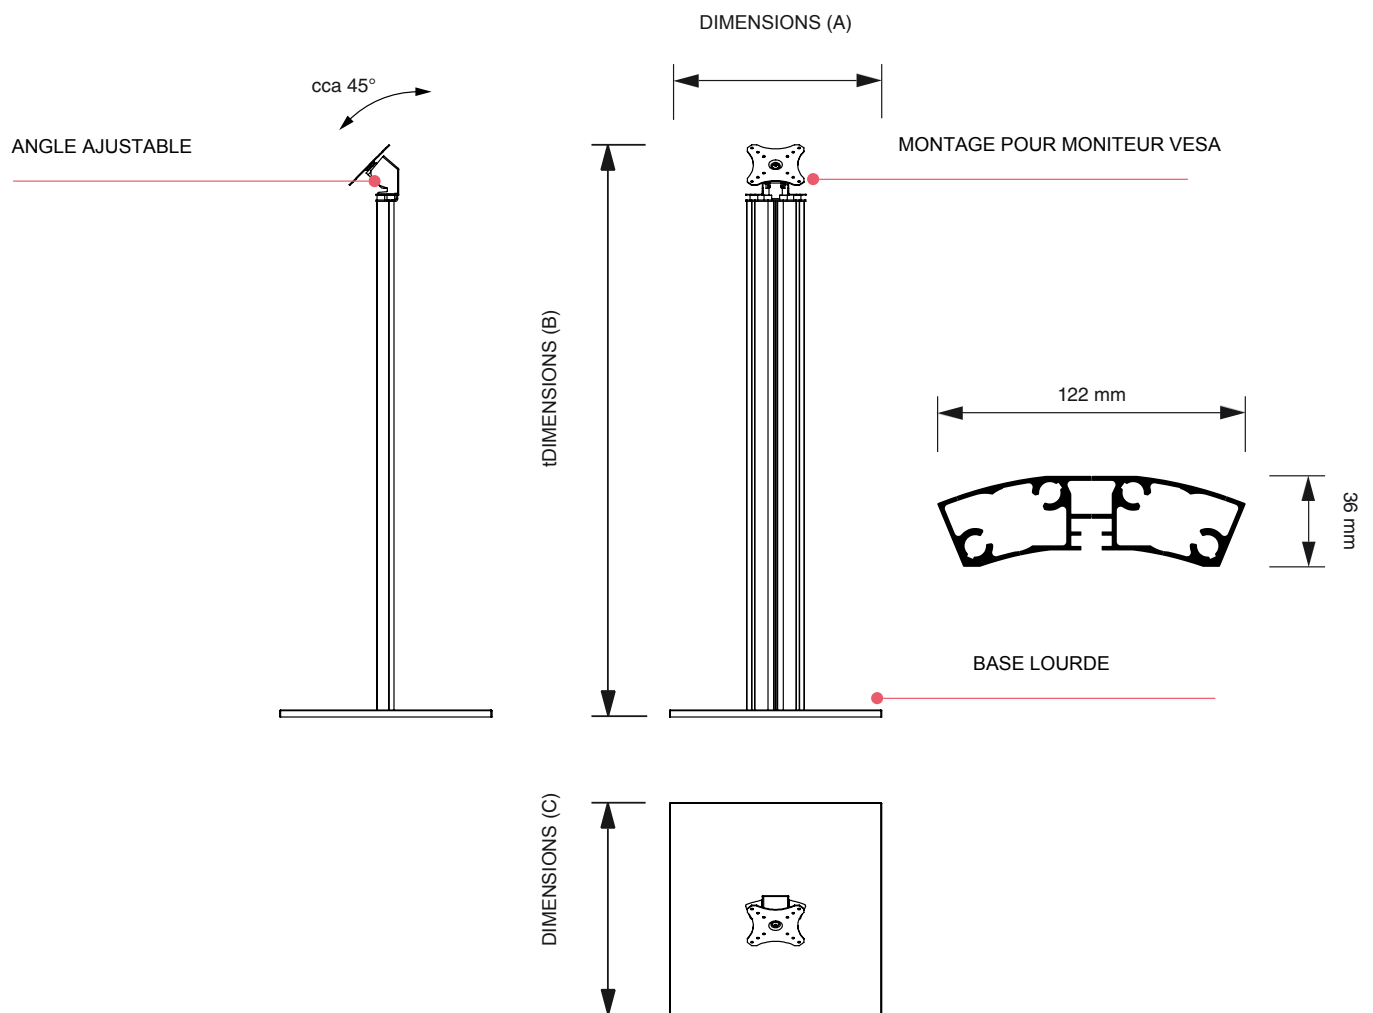 DIMENSIONS (A)
cca 45°
ANGLE AJUSTABLE
MONTAGE POUR MONITEUR VESA
tDIMENSIONS (B)
122 mm
36 mm
BASE LOURDE
DIMENSIONS (C)